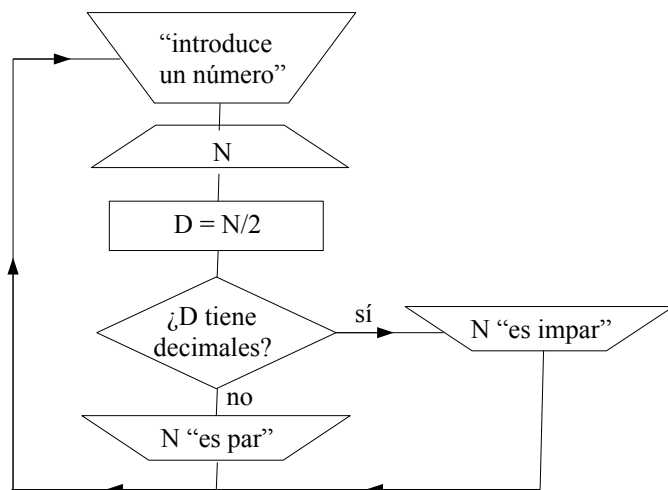 “introduce
un número”
N
D = N/2
¿D tiene
decimales?
sí
N “es impar”
no
N “es par”